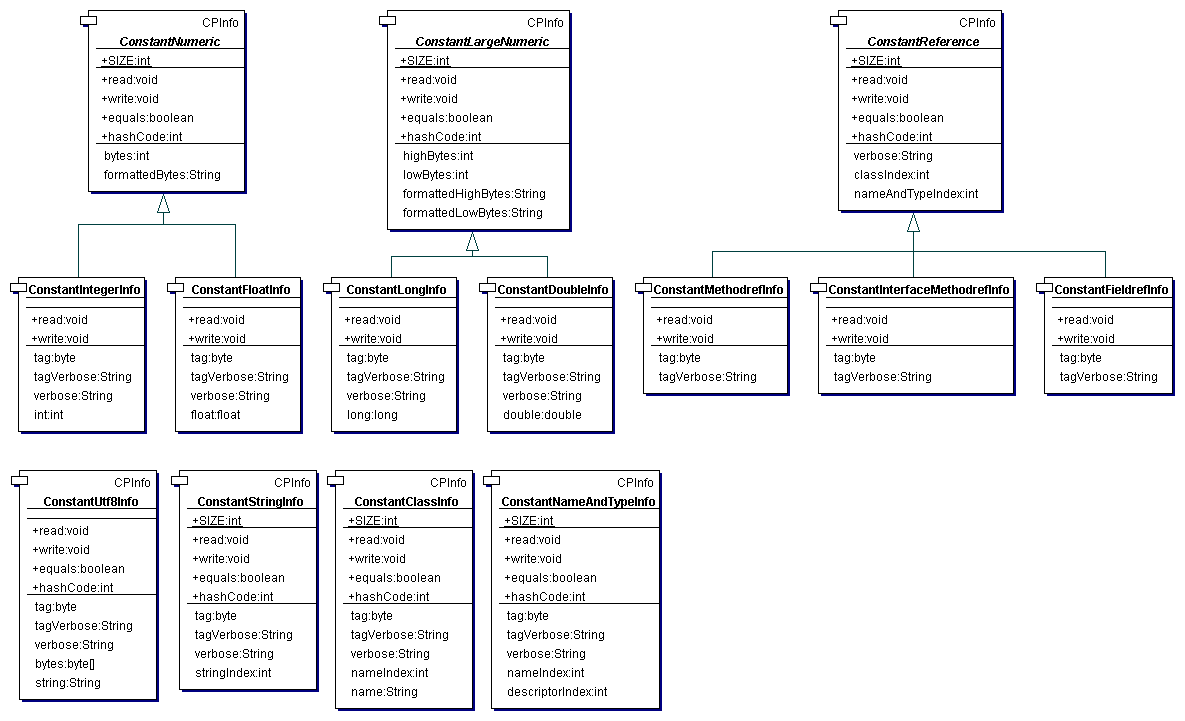 CPInfo
ConstantNumeric
+SIZE:int
+read:void
+write:void
+equals:boolean
+hashCode:int
bytes:int
formattedBytes:String
CPInfo
ConstantLargeNumeric
+SIZE:int
+read:void
+write:void
+equals:boolean
+hashCode:int
highBytes:int
lowBytes:int
formattedHighBytes:String
formattedLowBytes:String
CPInfo
ConstantReference
+SIZE:int
+read:void
+write:void
+equals:boolean
+hashCode:int
verbose:String
classIndex:int
nameAndTypeIndex:int
ConstantIntegerInfo
+read:void
+write:void
tag:byte
tagVerbose:String
verbose:String
int:int
ConstantFloatInfo
+read:void
+write:void
tag:byte
tagVerbose:String
verbose:String
float:float
ConstantLongInfo
+read:void
+write:void
tag:byte
tagVerbose:String
verbose:String
long:long
ConstantDoubleInfo
+read:void
+write:void
tag:byte
tagVerbose:String
verbose:String
double:double
ConstantMethodrefInfo
+read:void
+write:void
tag:byte
tagVerbose:String
ConstantInterfaceMethodrefInfo
+read:void
+write:void
tag:byte
tagVerbose:String
ConstantFieldrefInfo
+read:void
+write:void
tag:byte
tagVerbose:String
CPInfo
ConstantUtf8Info
+read:void
+write:void
+equals:boolean
+hashCode:int
tag:byte
tagVerbose:String
verbose:String
bytes:byte[]
string:String
CPInfo
ConstantStringInfo
+SIZE:int
+read:void
+write:void
+equals:boolean
+hashCode:int
tag:byte
tagVerbose:String
verbose:String
stringIndex:int
CPInfo
ConstantClassInfo
+SIZE:int
+read:void
+write:void
+equals:boolean
+hashCode:int
tag:byte
tagVerbose:String
verbose:String
nameIndex:int
name:String
CPInfo
ConstantNameAndTypeInfo
+SIZE:int
+read:void
+write:void
+equals:boolean
+hashCode:int
tag:byte
tagVerbose:String
verbose:String
nameIndex:int
descriptorIndex:int